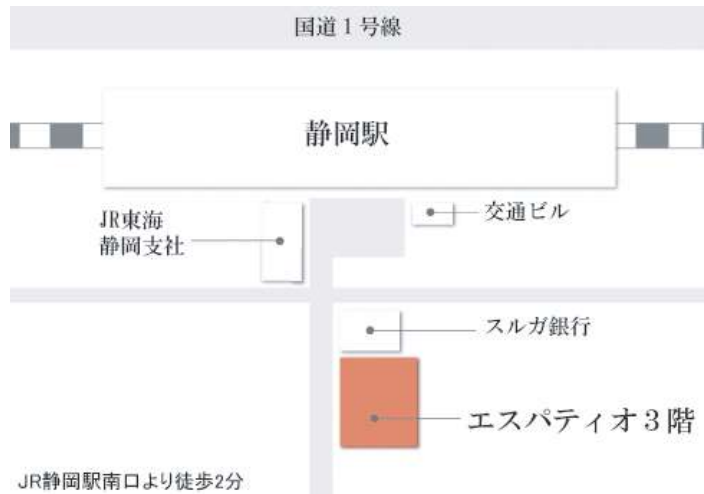 国道１号線
静岡駅
JR東海
静岡支社
交通ビル
スルガ銀行
エスパティオ３階
JR静岡駅南口より徒歩2分